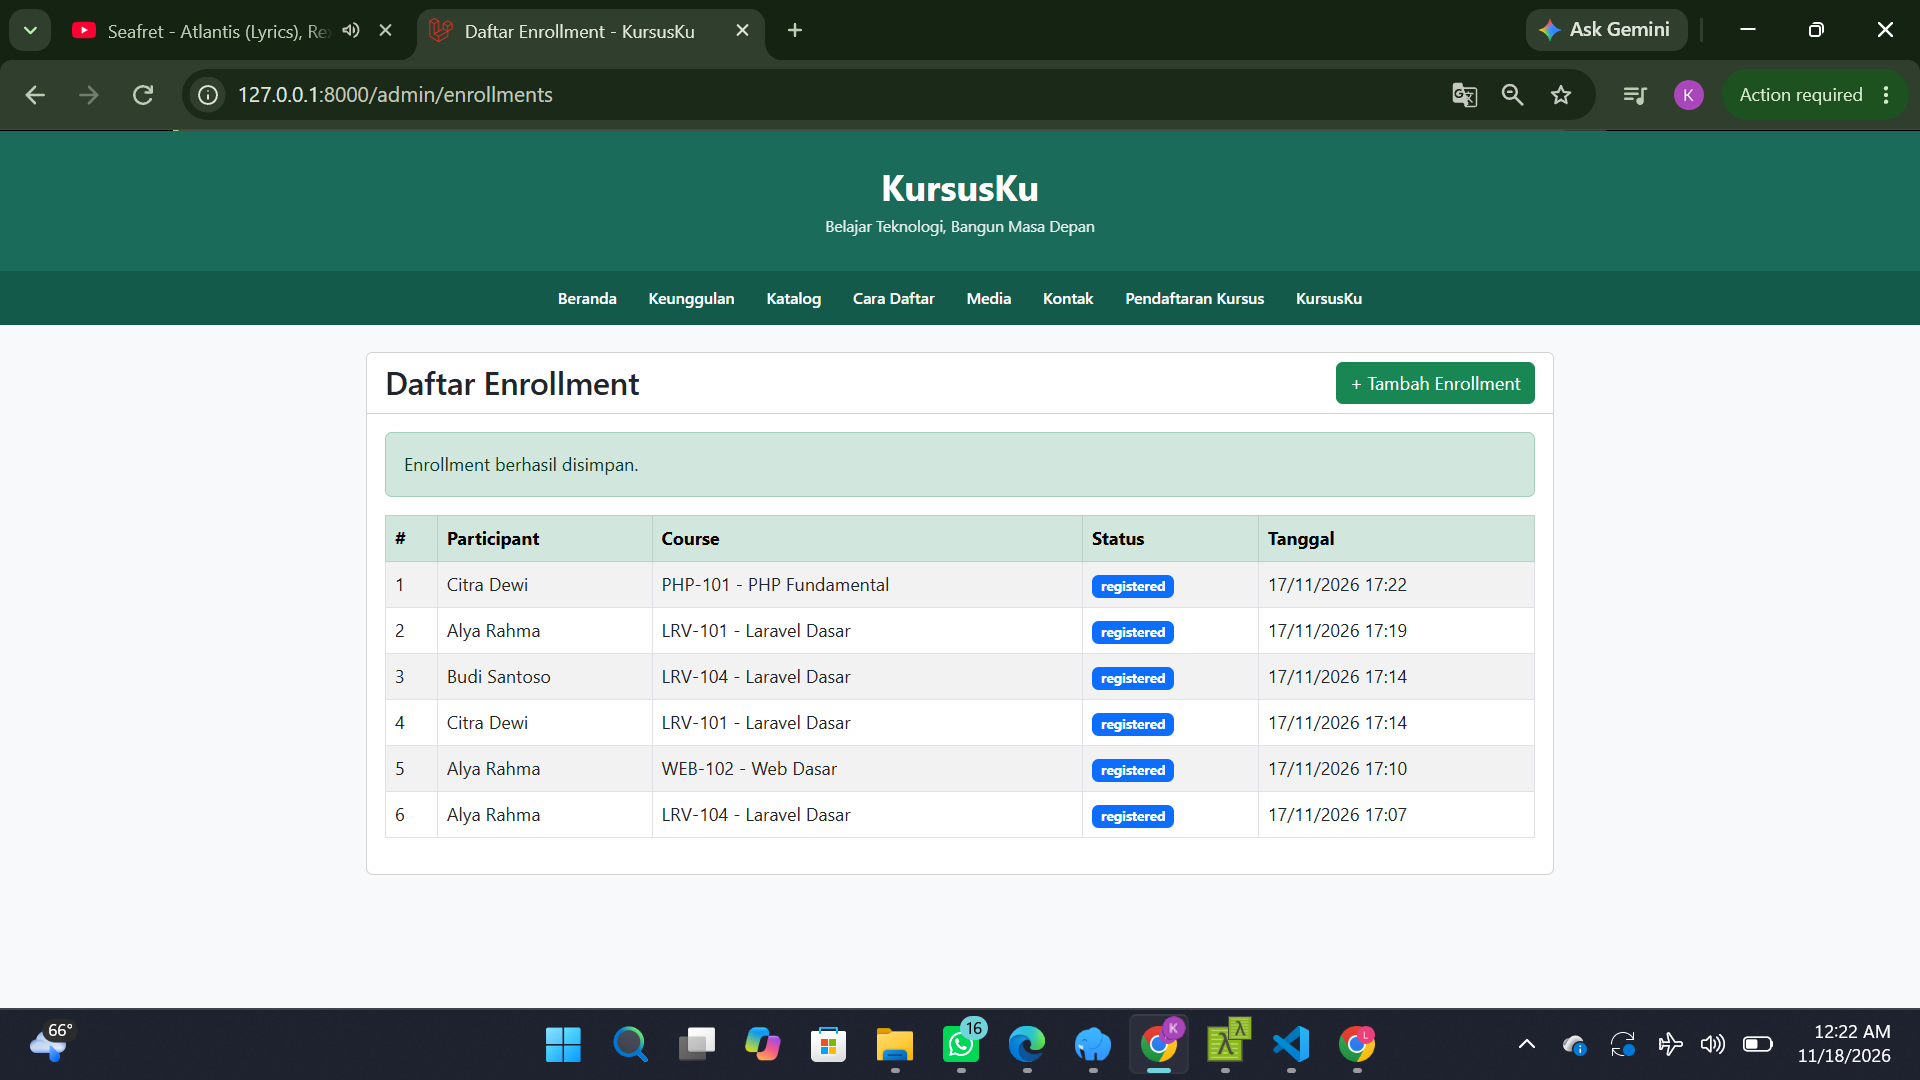 Seafret - Atlantis (Lyrics), Re
Daftar Enrollment - KursusKu
Ask Gemini
127.0.0.1:8000/admin/enrollments
K
Action required
KursusKu
Belajar Teknologi, Bangun Masa Depan
Beranda Keunggulan Katalog Cara Daftar Media Kontak Pendaftaran Kursus KursusKu
Daftar Enrollment
+ Tambah Enrollment
Enrollment berhasil disimpan.
# Participant Course Status Tanggal
1 Citra Dewi PHP-101 - PHP Fundamental registered 17/11/2026 17:22
2 Alya Rahma LRV-101 - Laravel Dasar registered 17/11/2026 17:19
3 Budi Santoso LRV-104 - Laravel Dasar registered 17/11/2026 17:14
4 Citra Dewi LRV-101 - Laravel Dasar registered 17/11/2026 17:14
5 Alya Rahma WEB-102 - Web Dasar registered 17/11/2026 17:10
6 Alya Rahma LRV-104 - Laravel Dasar registered 17/11/2026 17:07
66°
16
K
λ
λ
L
12:22 AM
11/18/2026